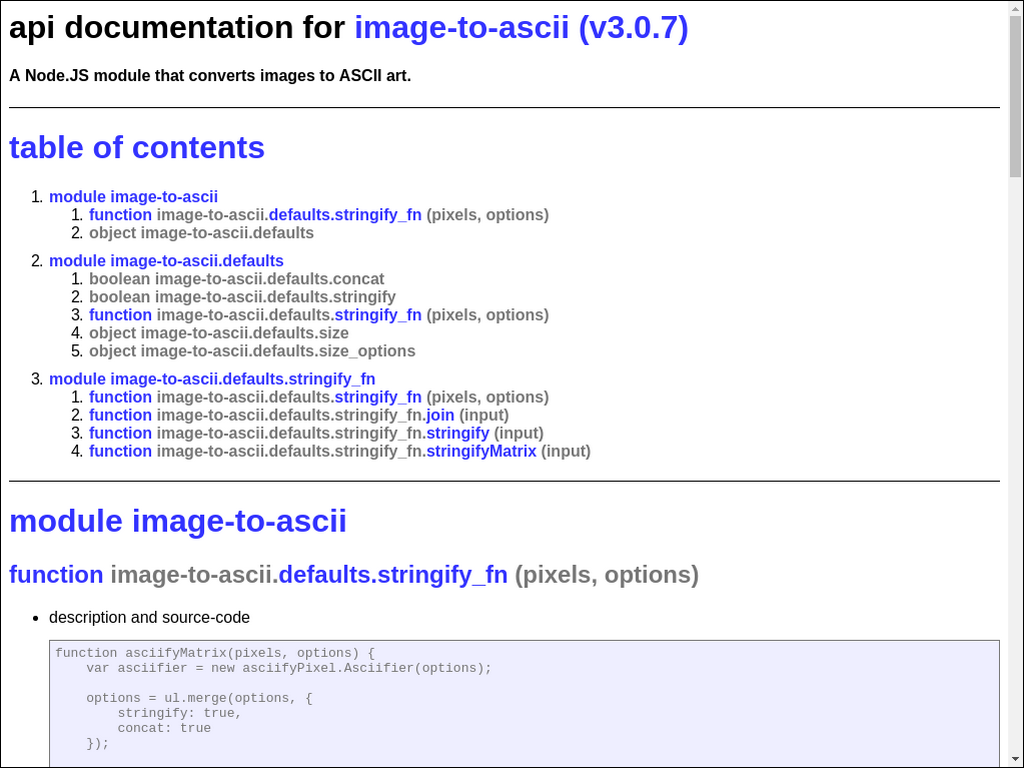 api documentation for image-to-ascii (v3.0.7)
A Node.JS module that converts images to ASCII art.
table of contents
1. module image-to-ascii
1. function image-to-ascii.defaults.stringify_fn (pixels, options)
2. object image-to-ascii.defaults
2. module image-to-ascii.defaults
1. boolean image-to-ascii.defaults.concat
2. boolean image-to-ascii.defaults.stringify
3. function image-to-ascii.defaults.stringify_fn (pixels, options)
4. object image-to-ascii.defaults.size
5. object image-to-ascii.defaults.size_options
3. module image-to-ascii.defaults.stringify_fn
1. function image-to-ascii.defaults.stringify_fn (pixels, options)
2. function image-to-ascii.defaults.stringify_fn.join (input)
3. function image-to-ascii.defaults.stringify_fn.stringify (input)
4. function image-to-ascii.defaults.stringify_fn.stringifyMatrix (input)
module image-to-ascii
function image-to-ascii.defaults.stringify_fn (pixels, options)
• description and source-code
function asciifyMatrix(pixels, options) {
    var asciifier = new asciifyPixel.Asciifier(options);
    options = ul.merge(options, {
        stringify: true,
        concat: true
    });